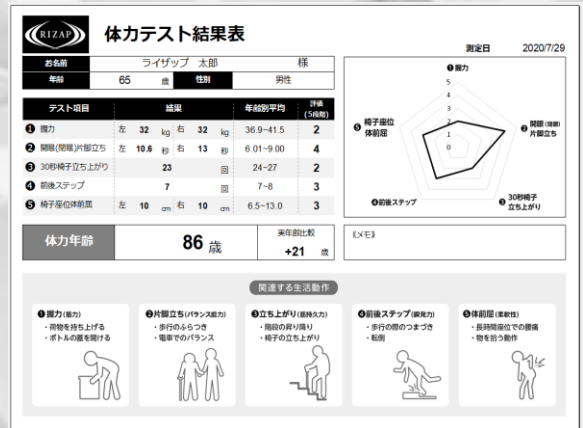 RIZAP
体力テスト結果表
測定日 2020/7/29
お名前 ライザップ 太郎 様
年齢 65 歳 性別 男性
テスト項目 結果 年齢別平均 評価(5段階)
❶ 握力 左 32 kg 右 32 kg 36.9~41.5 2
❷ 開眼(閉眼)片脚立ち 左 10.6 秒 右 13 秒 6.01~9.00 4
❸ 30秒椅子立ち上がり 23 回 24~27 2
❹ 前後ステップ 7 回 7~8 3
❺ 椅子座位体前屈 左 10 cm 右 10 cm 6.5~13.0 3
❶握力
5
4
3
2
1
0
❷開眼(閉眼)片脚立ち
❸30秒椅子立ち上がり
❹前後ステップ
❺椅子座位体前屈
体力年齢 86 歳 実年齢比較 +21 歳
《メモ》
関連する生活動作
❶握力(筋力)
・荷物を持ち上げる
・ボトルの蓋を開ける
❷片脚立ち(バランス能力)
・歩行のふらつき
・電車でのバランス
❸立ち上がり(筋持久力)
・階段の昇り降り
・椅子の立ち上がり
❹前後ステップ(瞬発力)
・歩行の際のつまづき
・転倒
❺体前屈(柔軟性)
・長時間座位での腰痛
・物を拾う動作